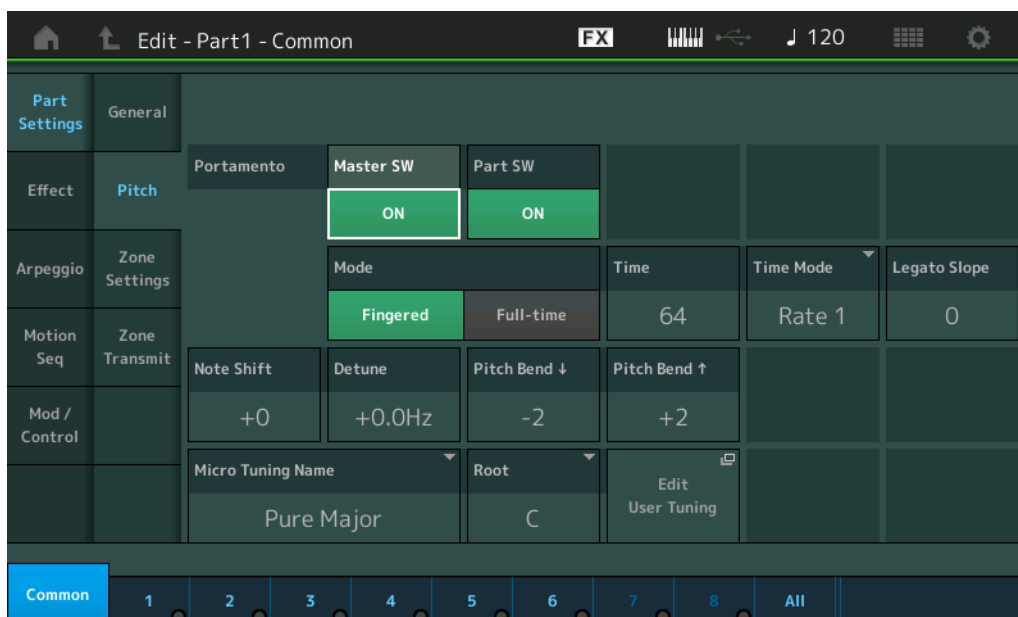 Edit - Part1 - Common
FX
♩ 120
Part
Settings
General
Effect
Pitch
Arpeggio
Zone
Settings
Motion
Seq
Zone
Transmit
Mod /
Control
Portamento
Master SW
ON
Part SW
ON
Mode
Fingered
Full-time
Time
64
Time Mode
Rate 1
Legato Slope
0
Note Shift
+0
Detune
+0.0Hz
Pitch Bend ↓
-2
Pitch Bend ↑
+2
Micro Tuning Name
Pure Major
Root
C
Edit
User Tuning
Common
1
2
3
4
5
6
7
8
All